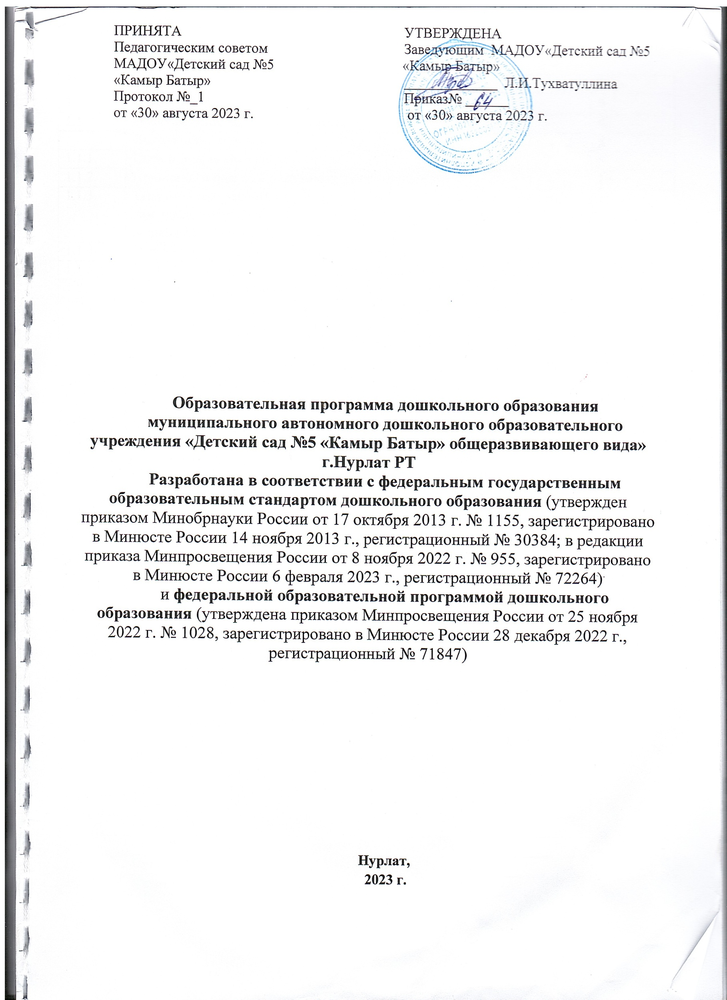 ПРИНЯТА
Педагогическим советом
МАДОУ«Детский сад №5
«Камыр Батыр»
Протокол №_1
от «30» августа 2023 г.
УТВЕРЖДЕНА
Заведующим МАДОУ«Детский сад №5
«Камыр Батыр»
Л.И.Тухватуллина
Приказ№ 64
от «30» августа 2023 г.
ОГРН
ИНН
Образовательная программа дошкольного образования
муниципального автономного дошкольного образовательного
учреждения «Детский сад №5 «Камыр Батыр» общеразвивающего вида»
г.Нурлат РТ
Разработана в соответствии с федеральным государственным
образовательным стандартом дошкольного образования (утвержден
приказом Минобрнауки России от 17 октября 2013 г. № 1155, зарегистрировано
в Минюсте России 14 ноября 2013 г., регистрационный № 30384; в редакции
приказа Минпросвещения России от 8 ноября 2022 г. № 955, зарегистрировано
в Минюсте России 6 февраля 2023 г., регистрационный № 72264)
и федеральной образовательной программой дошкольного
образования (утверждена приказом Минпросвещения России от 25 ноября
2022 г. № 1028, зарегистрировано в Минюсте России 28 декабря 2022 г.,
регистрационный № 71847)
Нурлат,
2023 г.